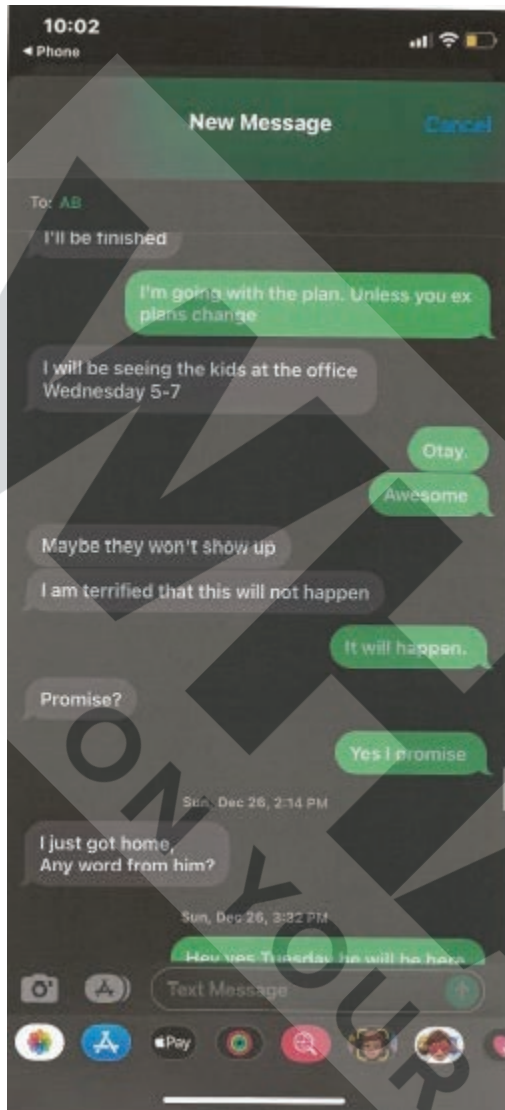 10:02
◀ Phone
New Message
Cancel
To: AB
I'll be finished
I'm going with the plan. Unless you ex
plans change
I will be seeing the kids at the office
Wednesday 5-7
Otay.
Awesome
Maybe they won't show up
I am terrified that this will not happen
It will happen.
Promise?
Yes I promise
Sun, Dec 26, 2:14 PM
I just got home,
Any word from him?
Sun, Dec 26, 3:32 PM
Hey yes Tuesday he will be here
Text Message
Pay
ON YOUR